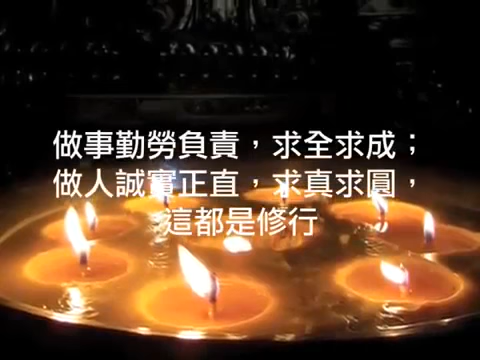 做事勤勞負責，求全求成；
做人誠實正直，求真求圓，
這都是修行